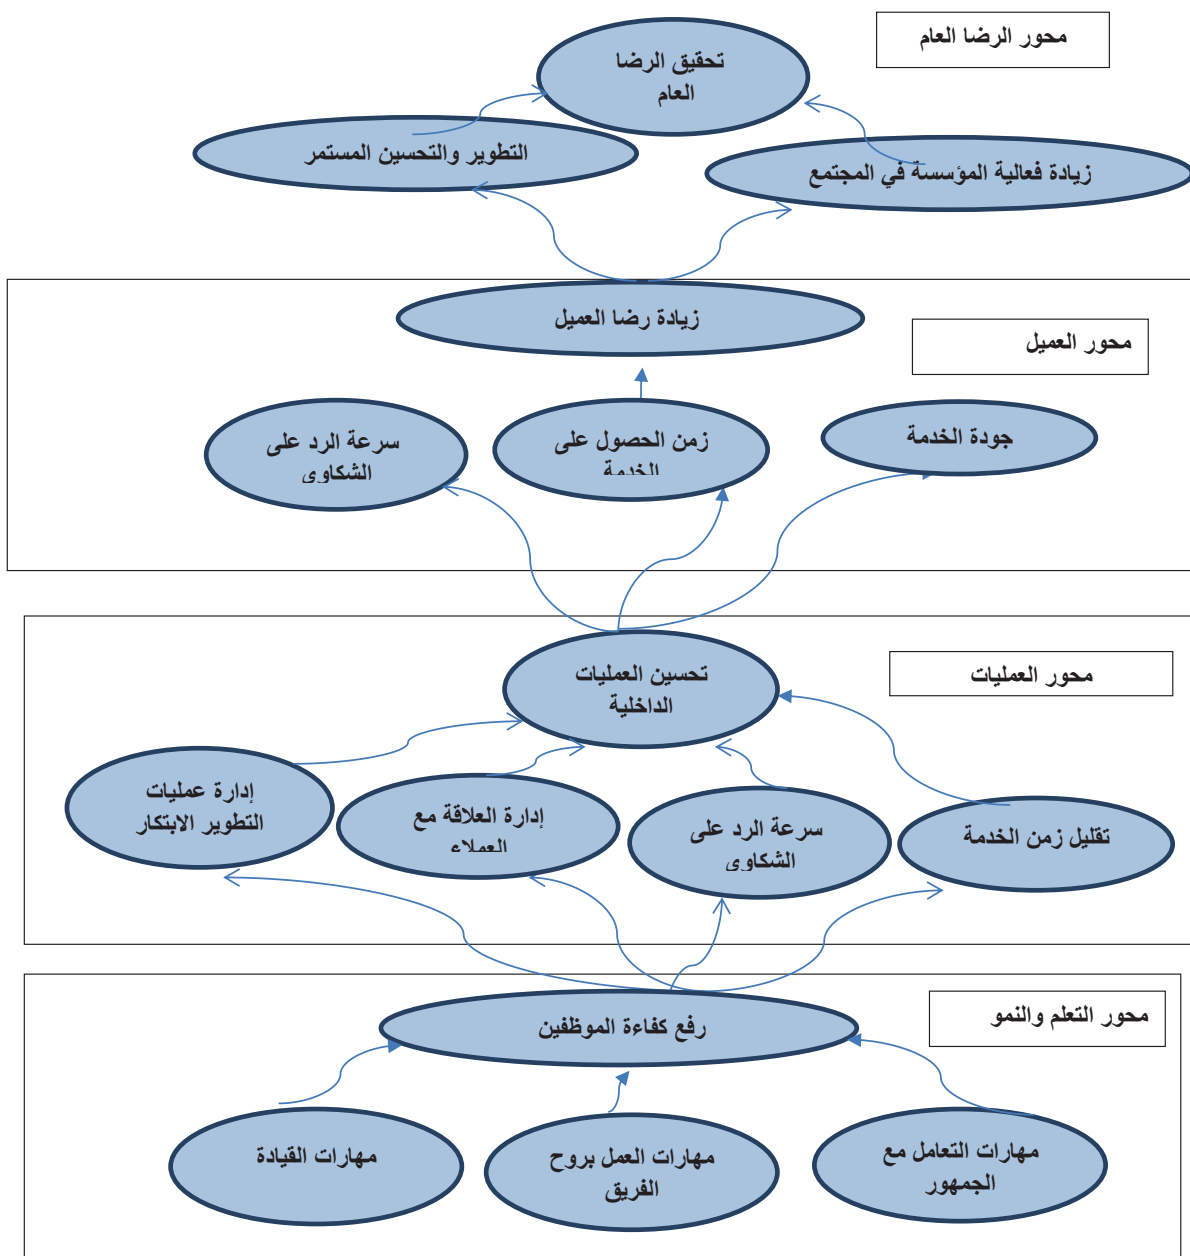 محور الرضا العام
تحقيق الرضا
العام
التطوير والتحسين المستمر
زيادة فعالية المؤسسة في المجتمع
زيادة رضا العميل
محور العميل
جودة الخدمة
زمن الحصول على
الخدمة
سرعة الرد على
الشكاوى
محور العمليات
تحسين العمليات
الداخلية
تقليل زمن الخدمة
سرعة الرد على
الشكاوى
إدارة العلاقة مع
العملاء
إدارة عمليات
التطوير الابتكار
محور التعلم والنمو
رفع كفاءة الموظفين
مهارات التعامل مع
الجمهور
مهارات العمل بروح
الفريق
مهارات القيادة